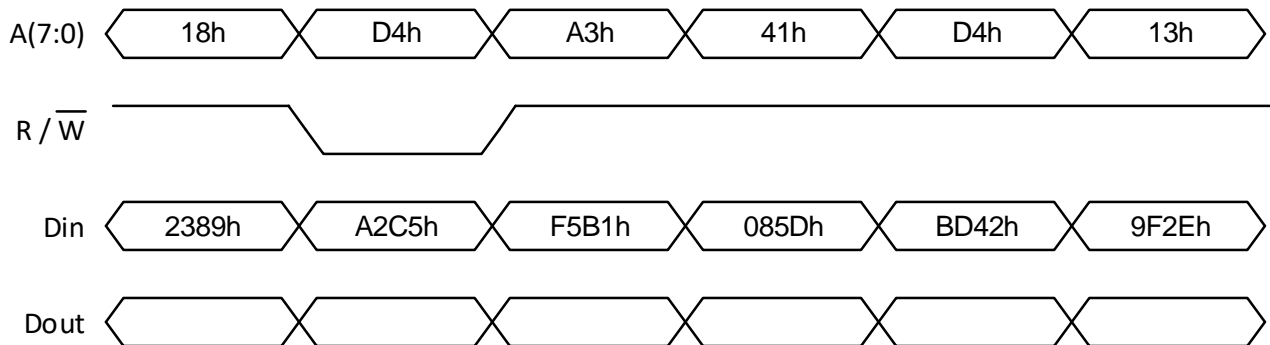 A(7:0) 18h D4h A3h 41h D4h 13h
R / W
Din 2389h A2C5h F5B1h 085Dh BD42h 9F2Eh
Dout